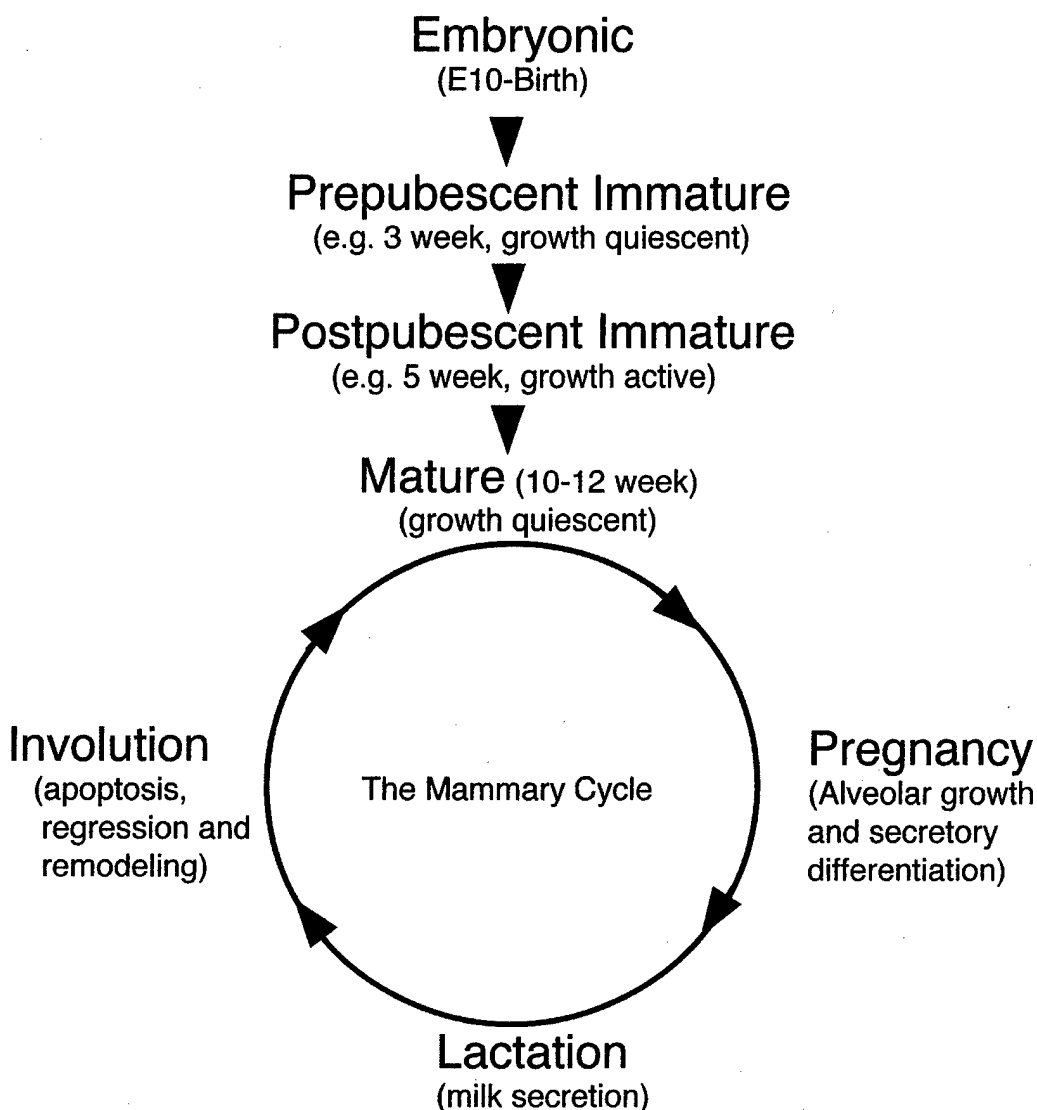 Embryonic
(E10-Birth)
Prepubescent Immature
(e.g. 3 week, growth quiescent)
Postpubescent Immature
(e.g. 5 week, growth active)
Mature (10-12 week)
(growth quiescent)
Involution
(apoptosis,
regression and
remodeling)
The Mammary Cycle
Pregnancy
(Alveolar growth
and secretory
differentiation)
Lactation
(milk secretion)